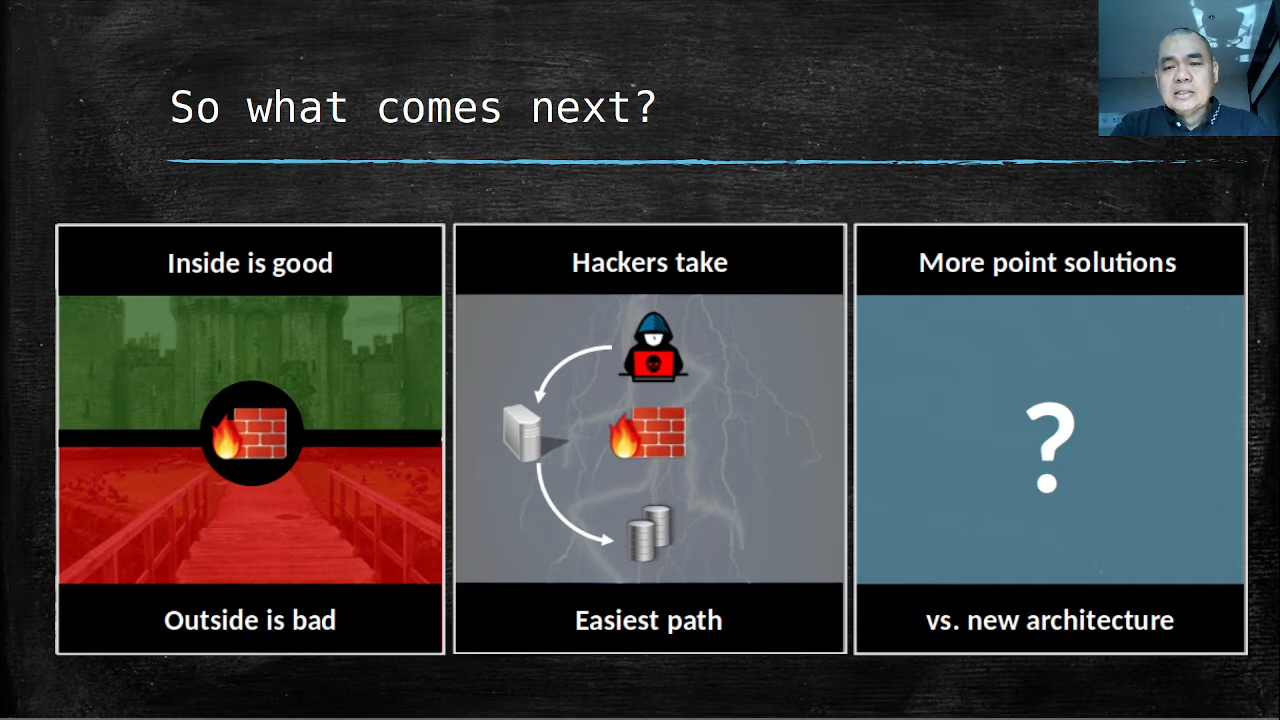 So what comes next?
Inside is good
Outside is bad
Hackers take
Easiest path
More point solutions
?
vs. new architecture